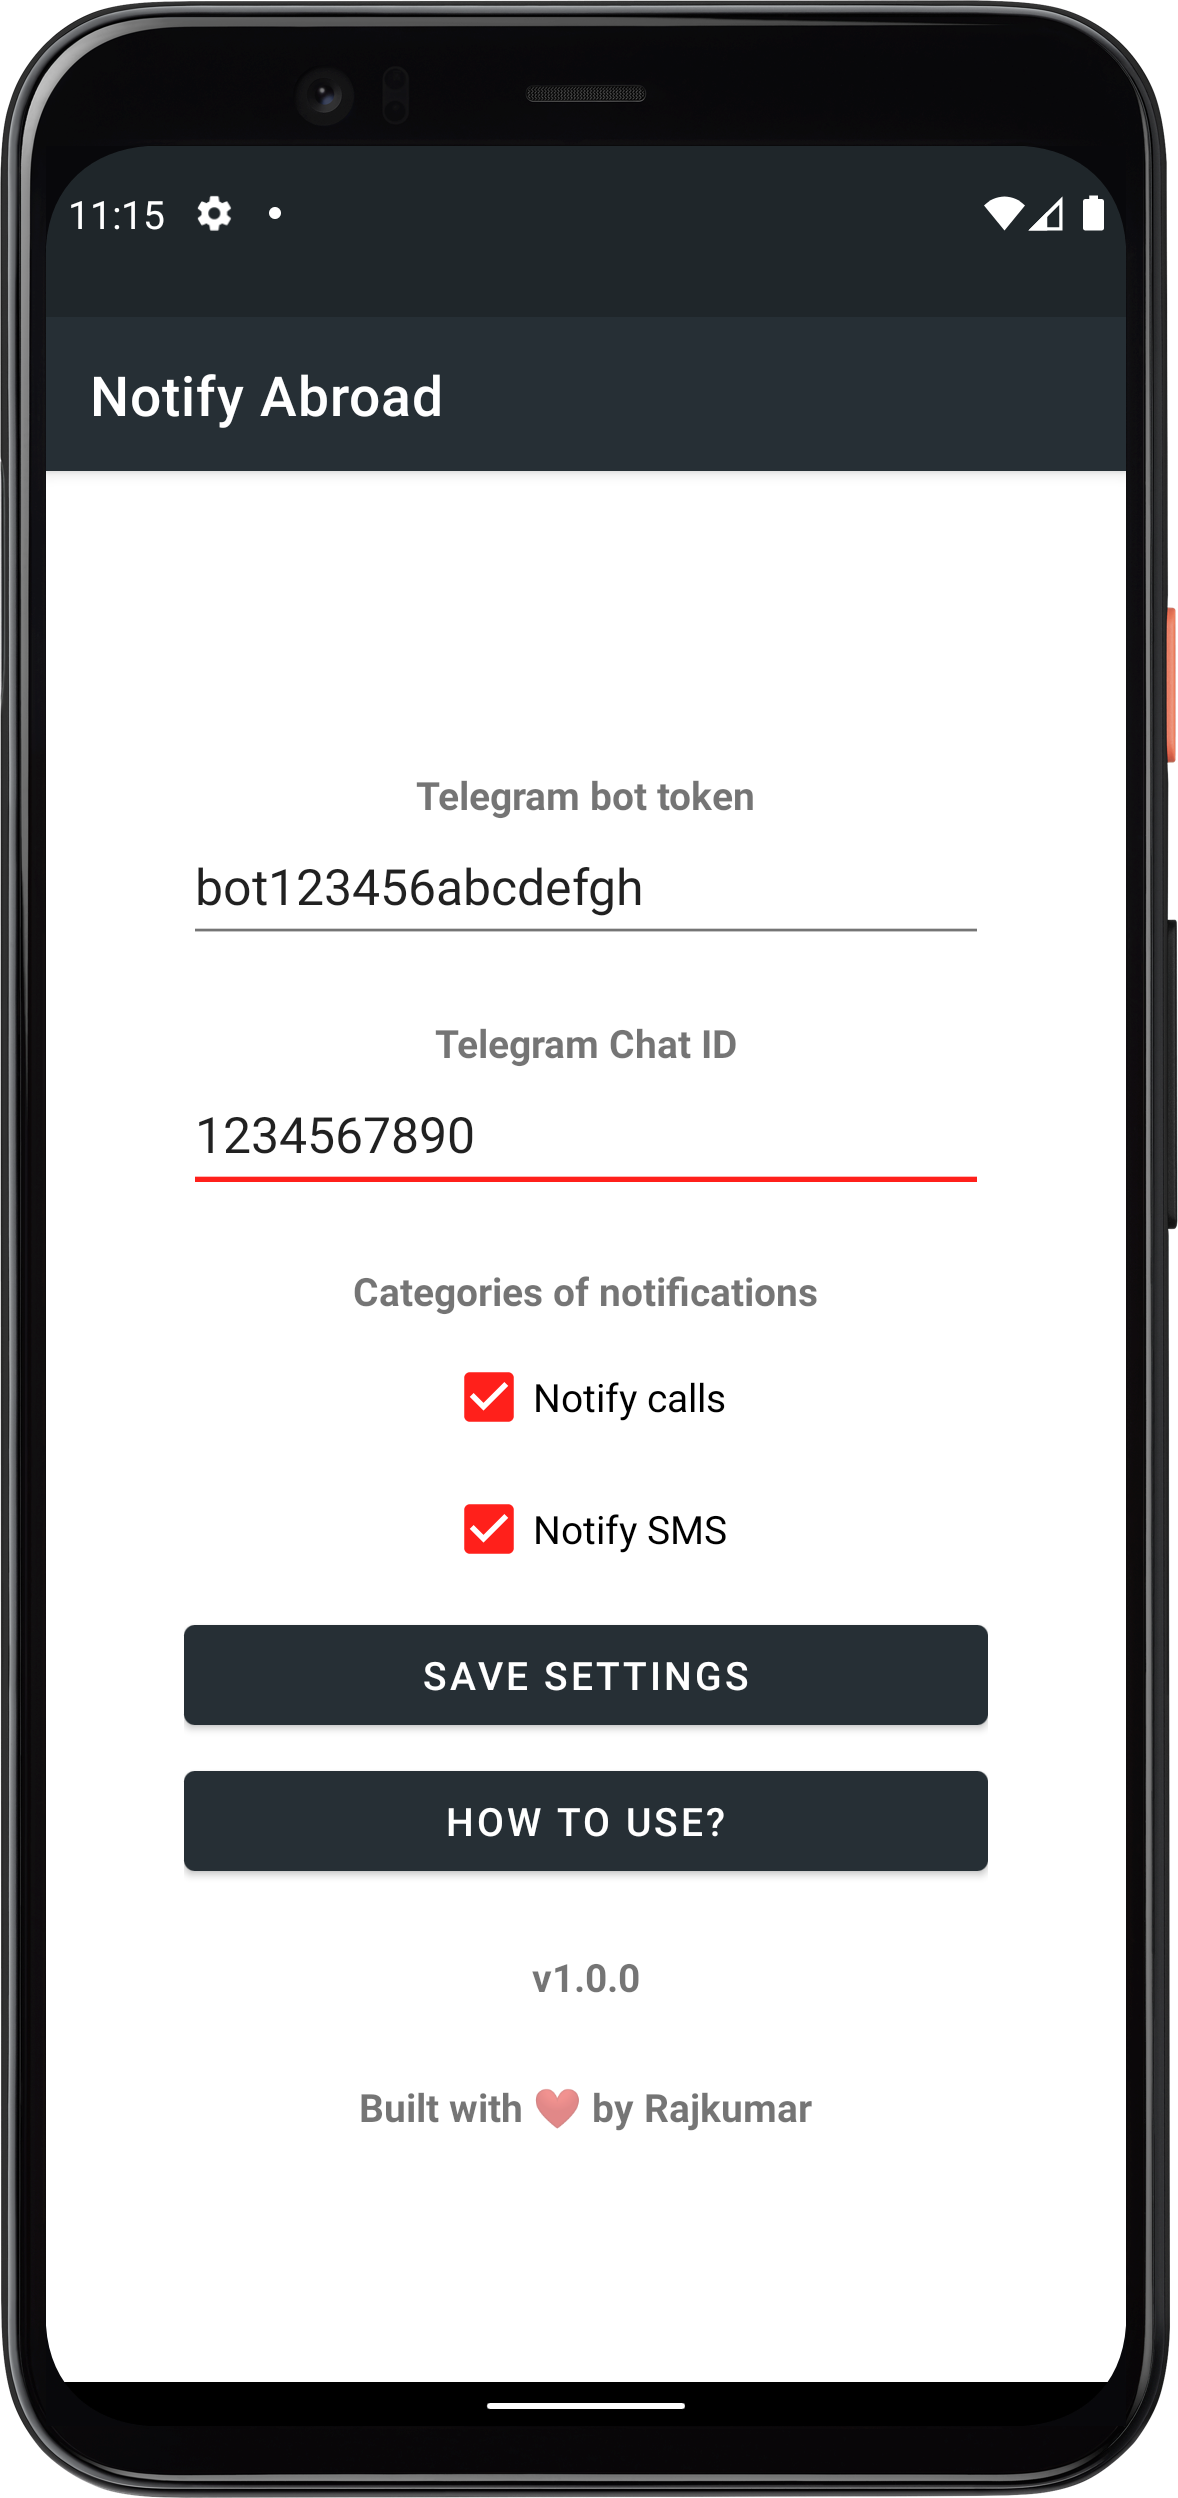 11:15
Notify Abroad
Telegram bot token
bot123456abcdefgh
Telegram Chat ID
1234567890
Categories of notifications
Notify calls
Notify SMS
SAVE SETTINGS
HOW TO USE?
v1.0.0
Built with ❤ by Rajkumar